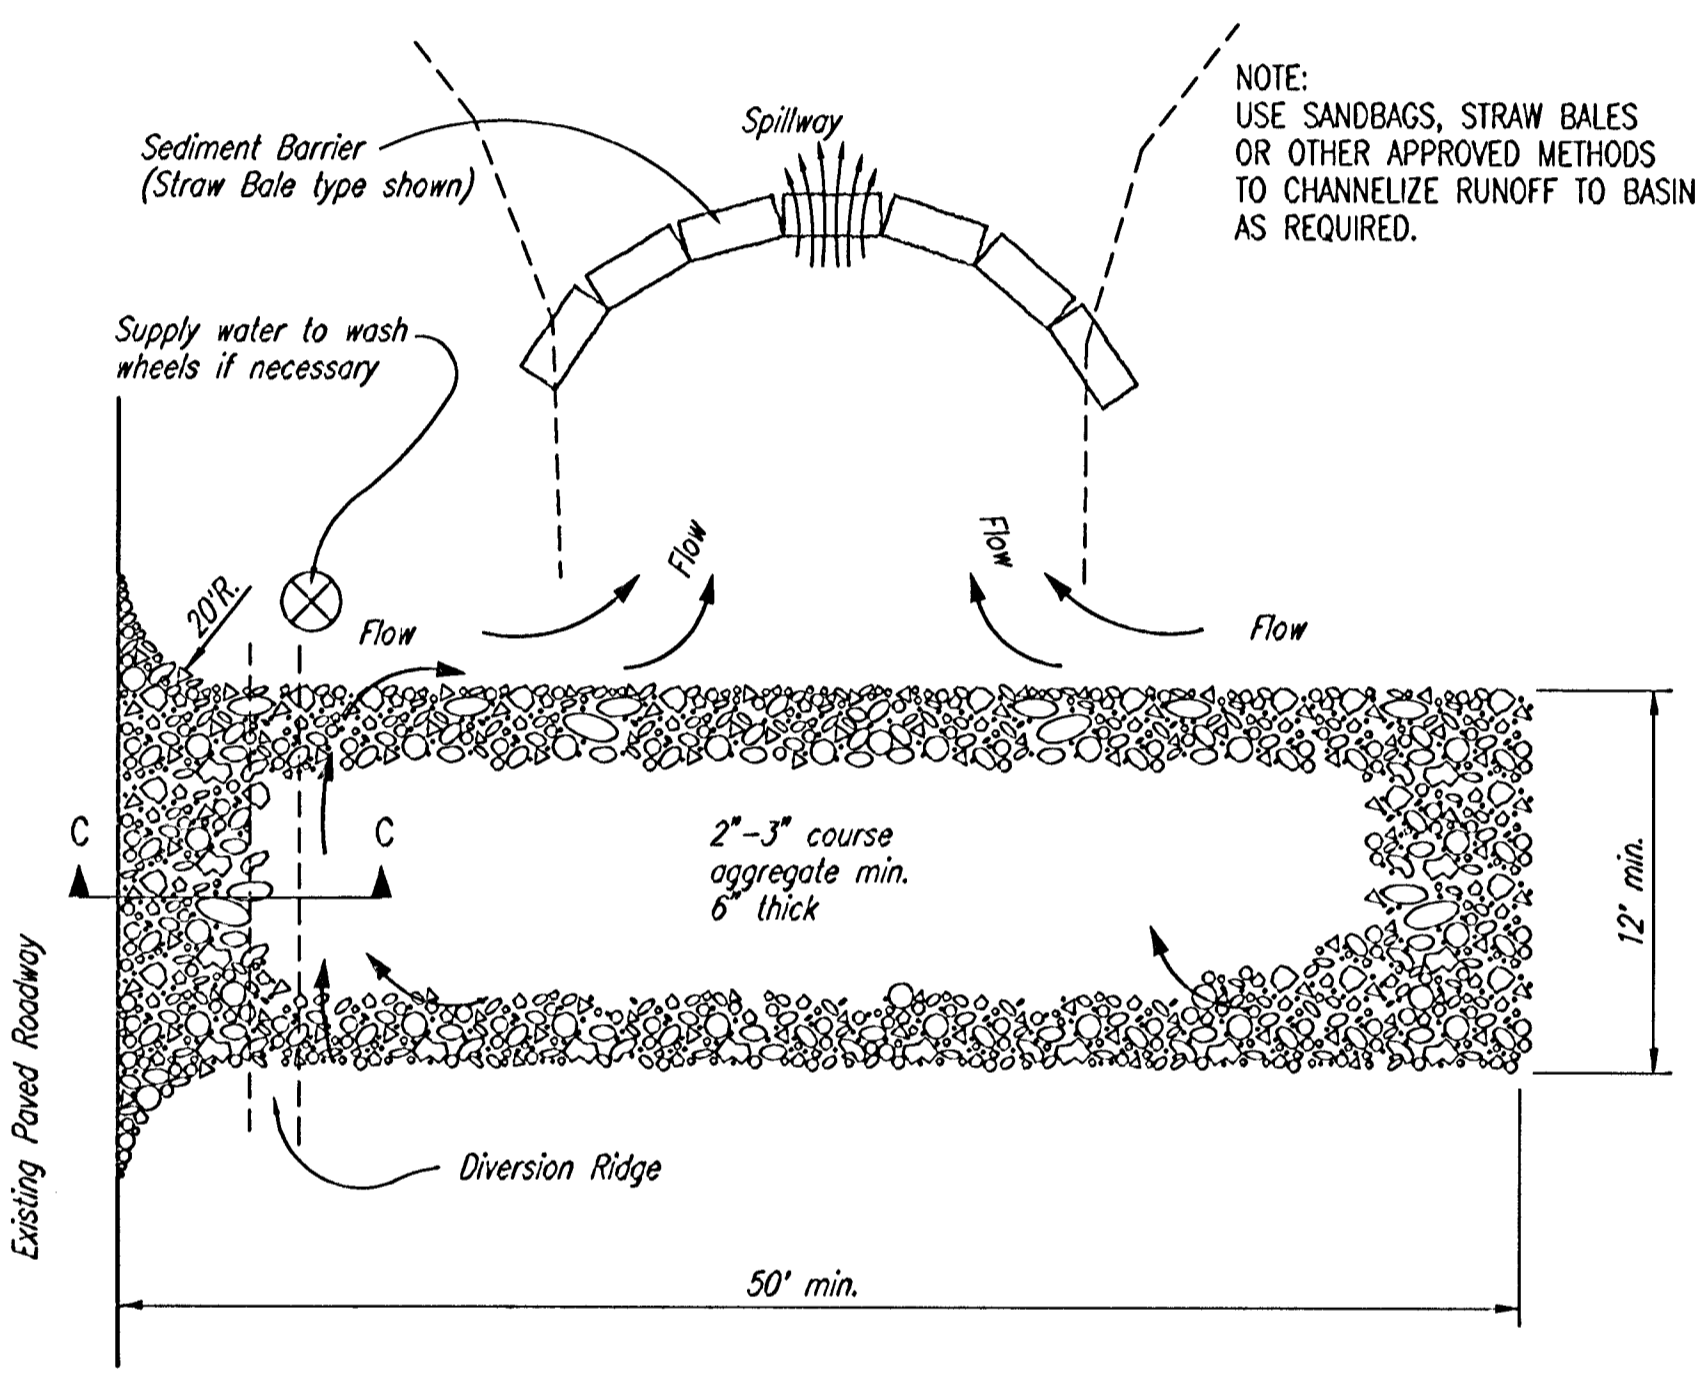 NOTE:
USE SANDBAGS, STRAW BALES
OR OTHER APPROVED METHODS
TO CHANNELIZE RUNOFF TO BASIN
AS REQUIRED.
Spillway
Sediment Barrier
(Straw Bale type shown)
Supply water to wash
wheels if necessary
20'R.
Flow
Flow
Flow
Flow
C
C
2"-3" course
aggregate min.
6" thick
12' min.
Existing Paved Roadway
Diversion Ridge
50' min.